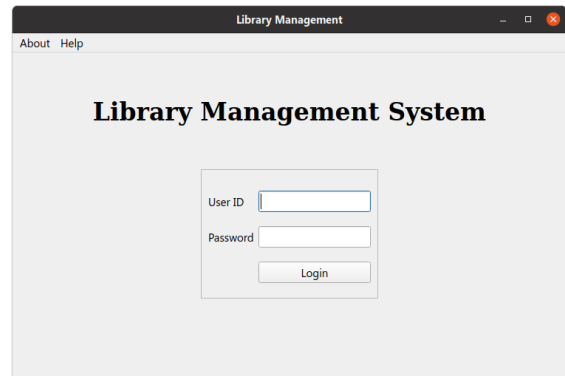 Library Management
About Help
Library Management System
User ID
Password
Login